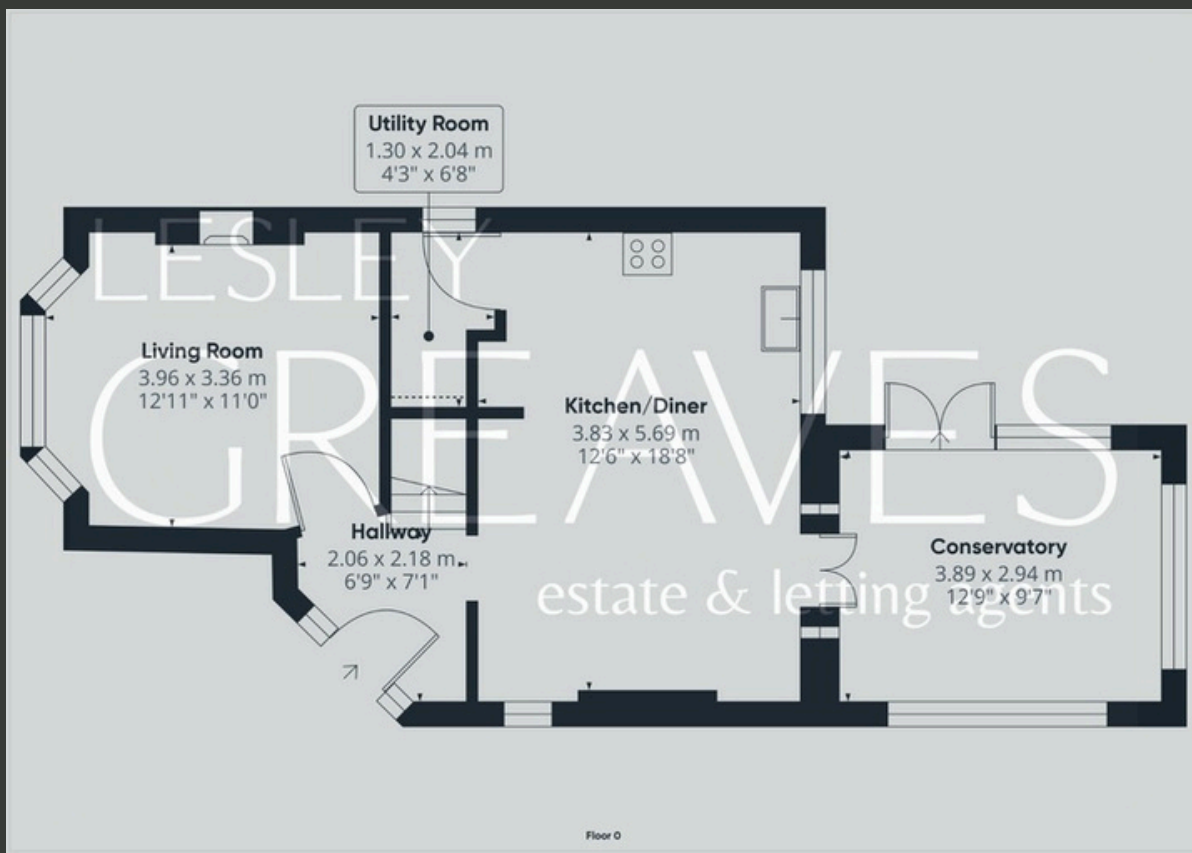 Utility Room
1.30 x 2.04 m
4'3" x 6'8"
LESLEY
GREAVES
estate & letting agents
Living Room
3.96 x 3.36 m
12'11" x 11'0"
Kitchen/Diner
3.83 x 5.69 m
12'6" x 18'8"
Hallway
2.06 x 2.18 m
6'9" x 7'1"
Conservatory
3.89 x 2.94 m
12'9" x 9'7"
Floor 0